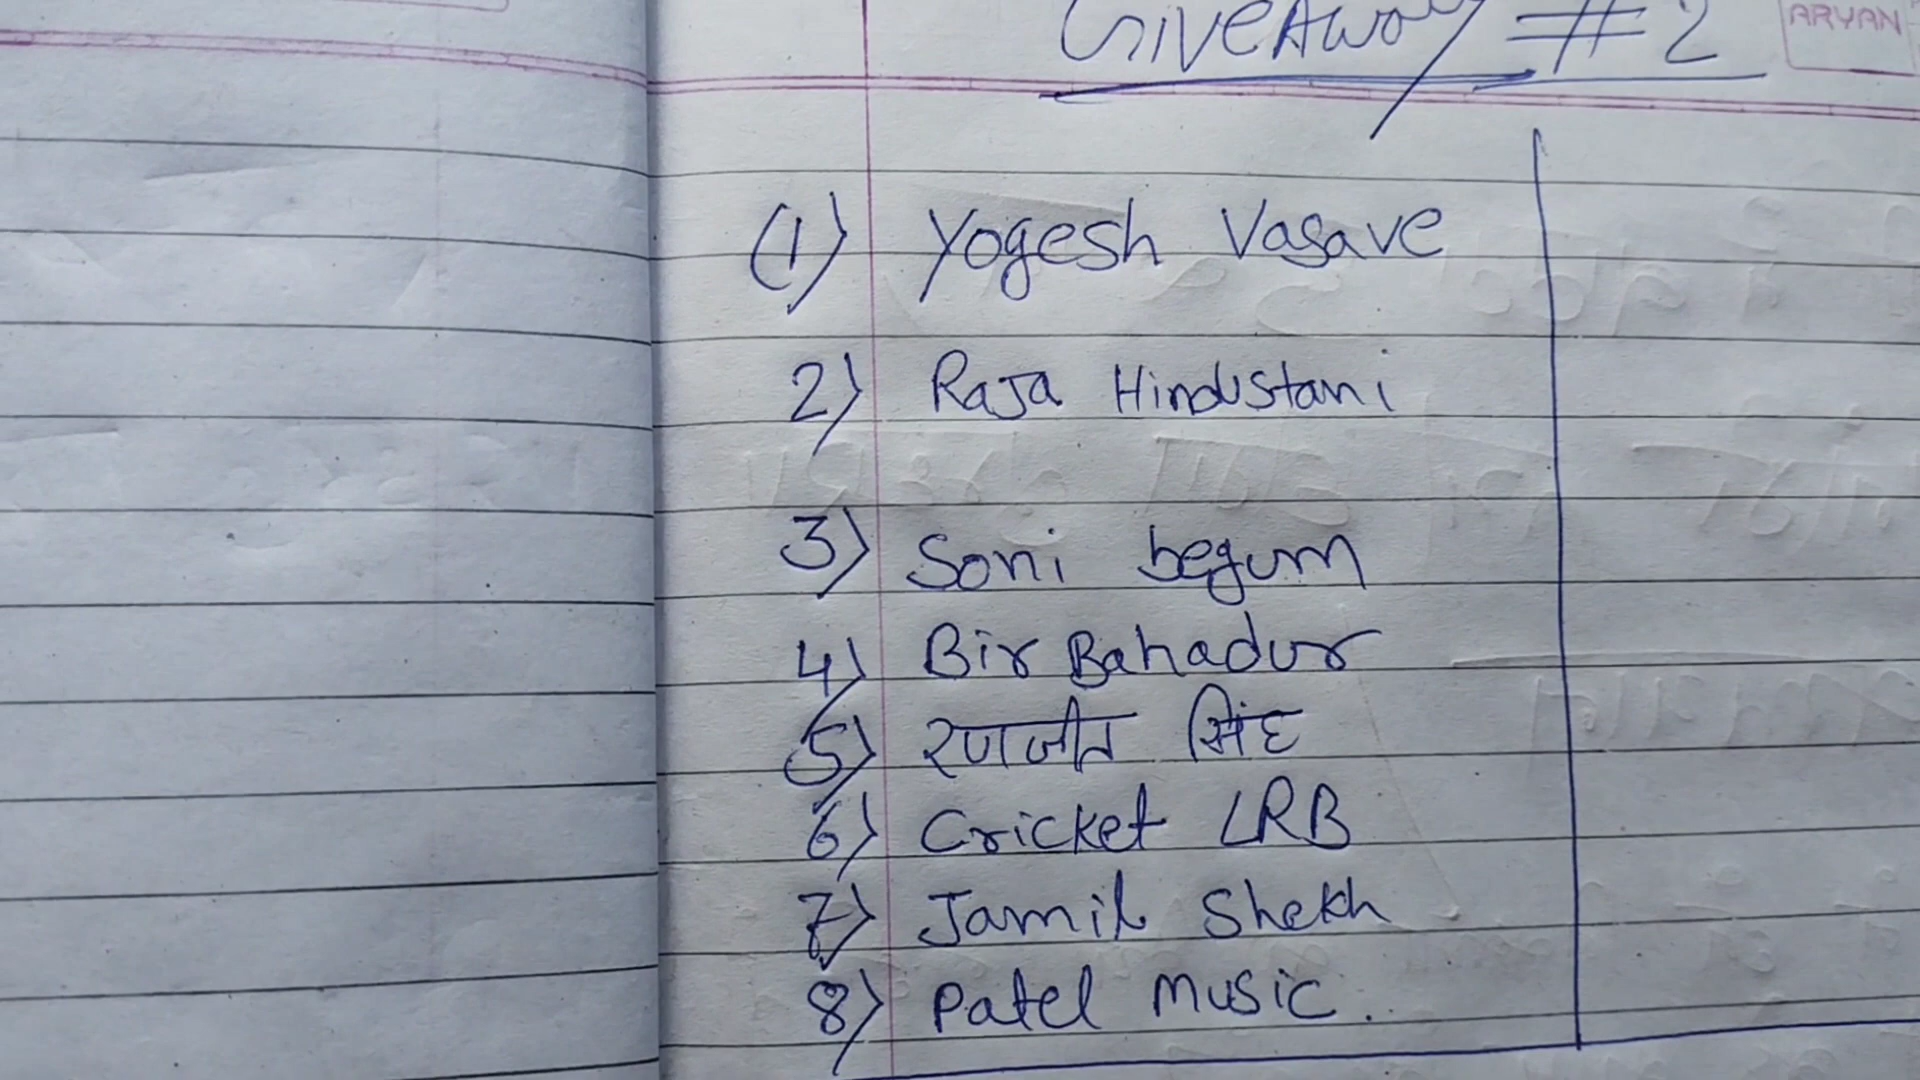 GiveAway #2
ARYAN
(1) Yogesh Vasave
2) Raja Hindustani
3) Soni begum
4) Bir Bahadur
5) रणजीत सिंह
6) Cricket LRB
7) Jamil Shekh
8) Patel Music.